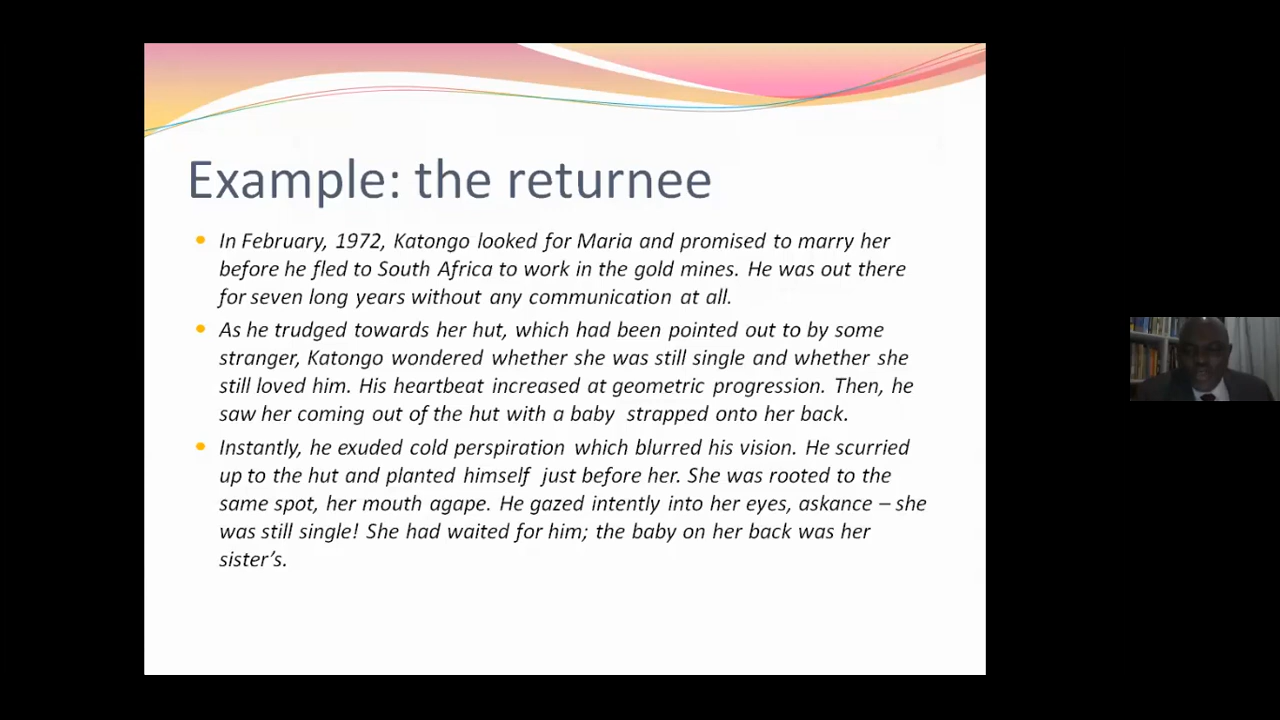 Example: the returnee
In February, 1972, Katongo looked for Maria and promised to marry her
before he fled to South Africa to work in the gold mines. He was out there
for seven long years without any communication at all.
As he trudged towards her hut, which had been pointed out to by some
stranger, Katongo wondered whether she was still single and whether she
still loved him. His heartbeat increased at geometric progression. Then, he
saw her coming out of the hut with a baby strapped onto her back.
Instantly, he exuded cold perspiration which blurred his vision. He scurried
up to the hut and planted himself just before her. She was rooted to the
same spot, her mouth agape. He gazed intently into her eyes, askance – she
was still single! She had waited for him; the baby on her back was her
sister's.